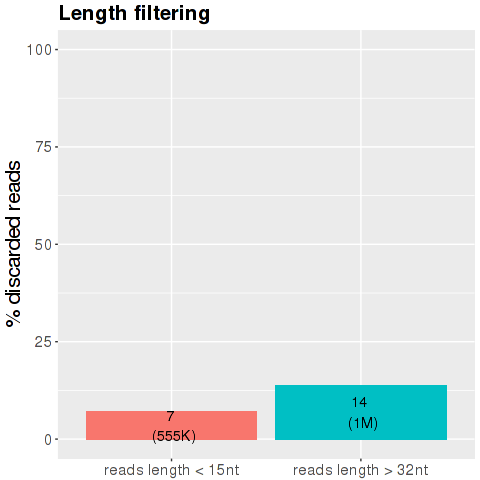 Length filtering
% discarded reads
100
75
50
25
0
7
(555K)
14
(1M)
reads length < 15nt
reads length > 32nt